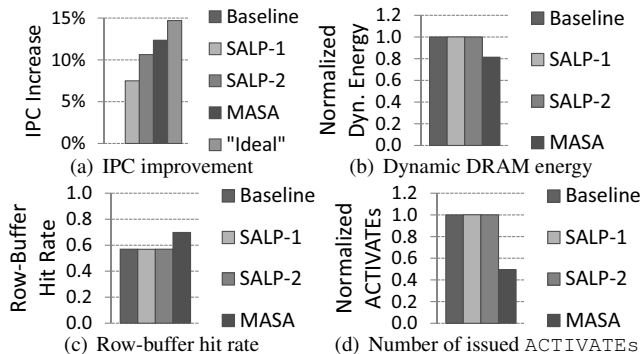 IPC Increase
15%
10%
5%
0%
Baseline
SALP-1
SALP-2
MASA
"Ideal"
(a) IPC improvement
Normalized
Dyn. Energy
1.2
1.0
0.8
0.6
0.4
0.2
0.0
Baseline
SALP-1
SALP-2
MASA
(b) Dynamic DRAM energy
Row-Buffer
Hit Rate
1.0
0.8
0.6
0.4
0.2
0.0
Baseline
SALP-1
SALP-2
MASA
(c) Row-buffer hit rate
Normalized
ACTIVATEs
1.2
1.0
0.8
0.6
0.4
0.2
0.0
Baseline
SALP-1
SALP-2
MASA
(d) Number of issued ACTIVATEs